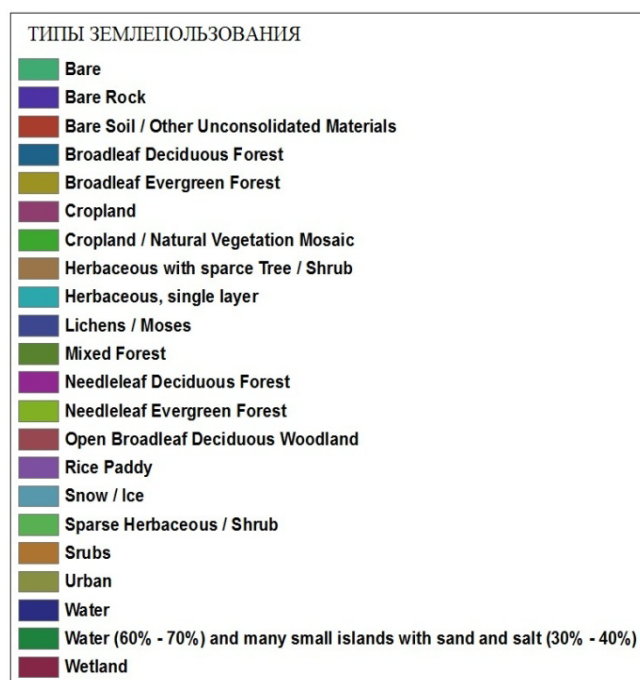 ТИПЫ ЗЕМЛЕПОЛЬЗОВАНИЯ
Bare
Bare Rock
Bare Soil / Other Unconsolidated Materials
Broadleaf Deciduous Forest
Broadleaf Evergreen Forest
Cropland
Cropland / Natural Vegetation Mosaic
Herbaceous with sparce Tree / Shrub
Herbaceous, single layer
Lichens / Moses
Mixed Forest
Needleleaf Deciduous Forest
Needleleaf Evergreen Forest
Open Broadleaf Deciduous Woodland
Rice Paddy
Snow / Ice
Sparse Herbaceous / Shrub
Srubs
Urban
Water
Water (60% - 70%) and many small islands with sand and salt (30% - 40%)
Wetland